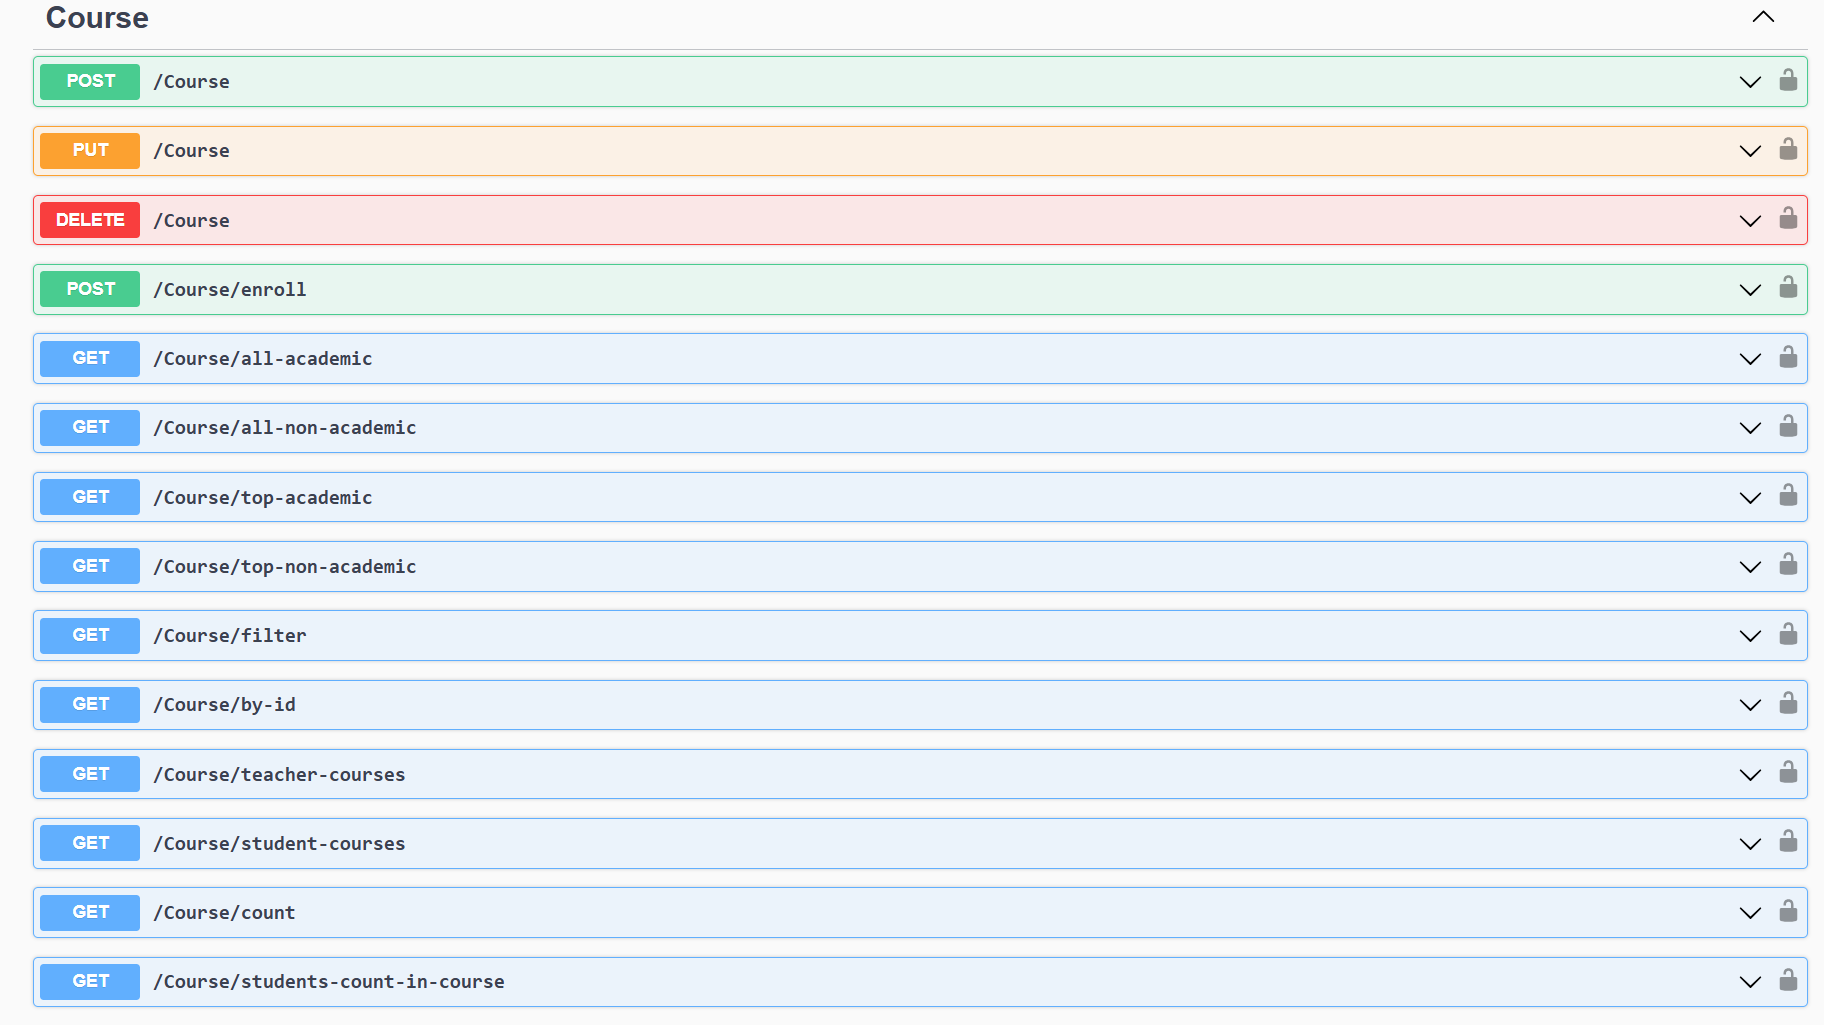 Course
POST /Course
PUT /Course
DELETE /Course
POST /Course/enroll
GET /Course/all-academic
GET /Course/all-non-academic
GET /Course/top-academic
GET /Course/top-non-academic
GET /Course/filter
GET /Course/by-id
GET /Course/teacher-courses
GET /Course/student-courses
GET /Course/count
GET /Course/students-count-in-course